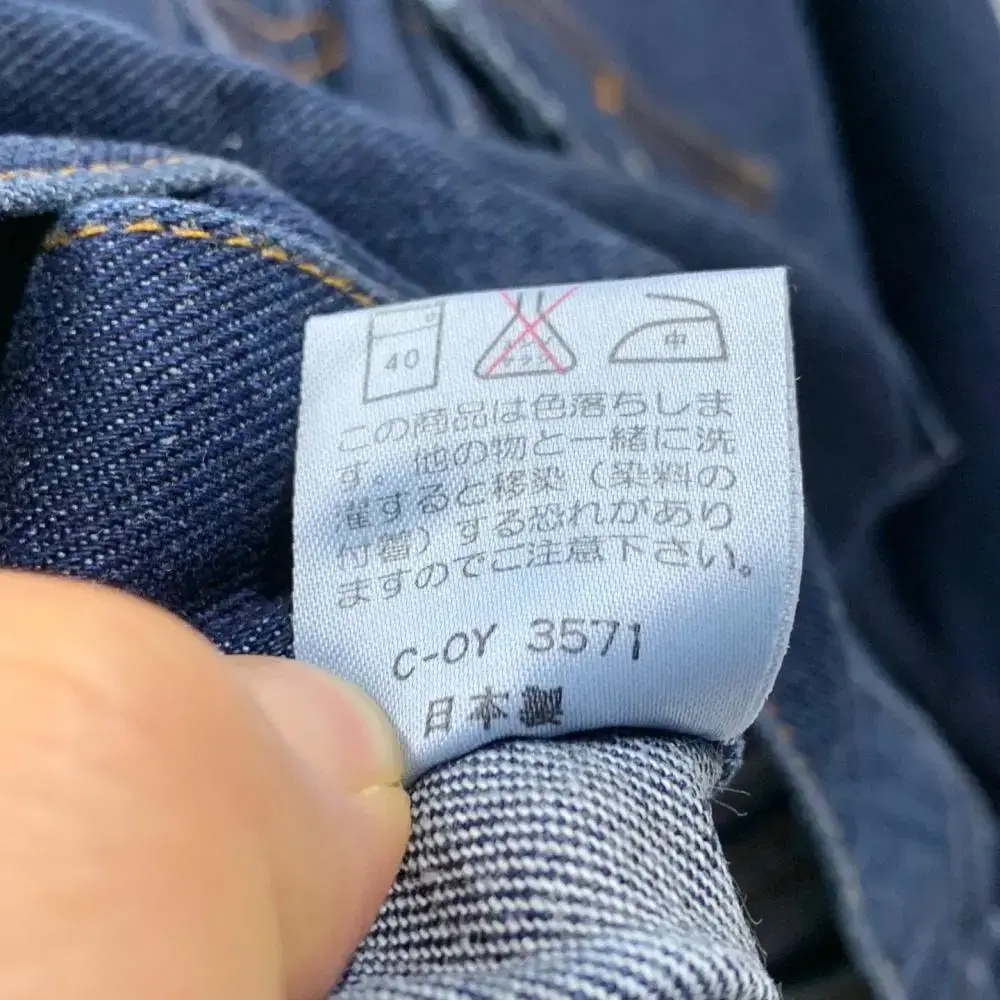 40
中
この商品は色落ちしま
す。他の物と一緒に洗
濯すると移染（染料の
付着）する恐れがあり
ますのでご注意下さい。
C-OY 3571
日本製